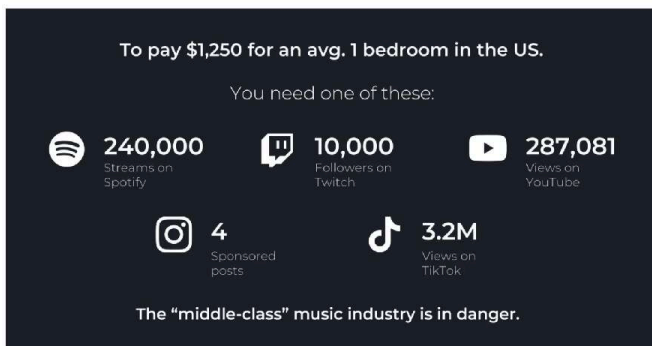 To pay $1,250 for an avg. 1 bedroom in the US.
You need one of these:
240,000
Streams on
Spotify
10,000
Followers on
Twitch
287,081
Views on
YouTube
4
Sponsored
posts
3.2M
Views on
TikTok
The “middle-class” music industry is in danger.